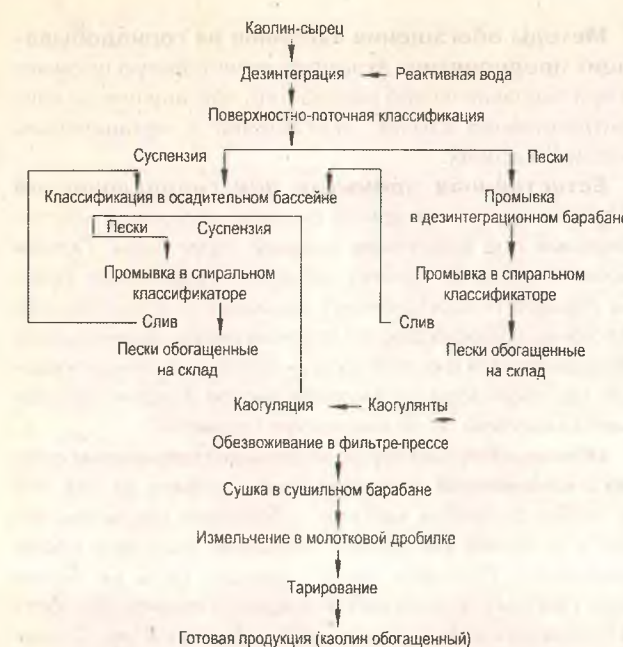 Каолин-сырец
Дезинтеграция Реактивная вода
Поверхностно-поточная классификация
Суспензия Пески
Классификация в осадительном бассейне
Промывка
в дезинтеграционном барабане
Пески Суспензия
Промывка в спиральном
классификаторе
Промывка в спиральном
классификаторе
Слив
Слив
Пески обогащенные
на склад
Пески обогащенные
на склад
Каогуляция Каогулянты
Обезвоживание в фильтре-прессе
Сушка в сушильном барабане
Измельчение в молотковой дробилке
Тарирование
Готовая продукция (каолин обогащенный)